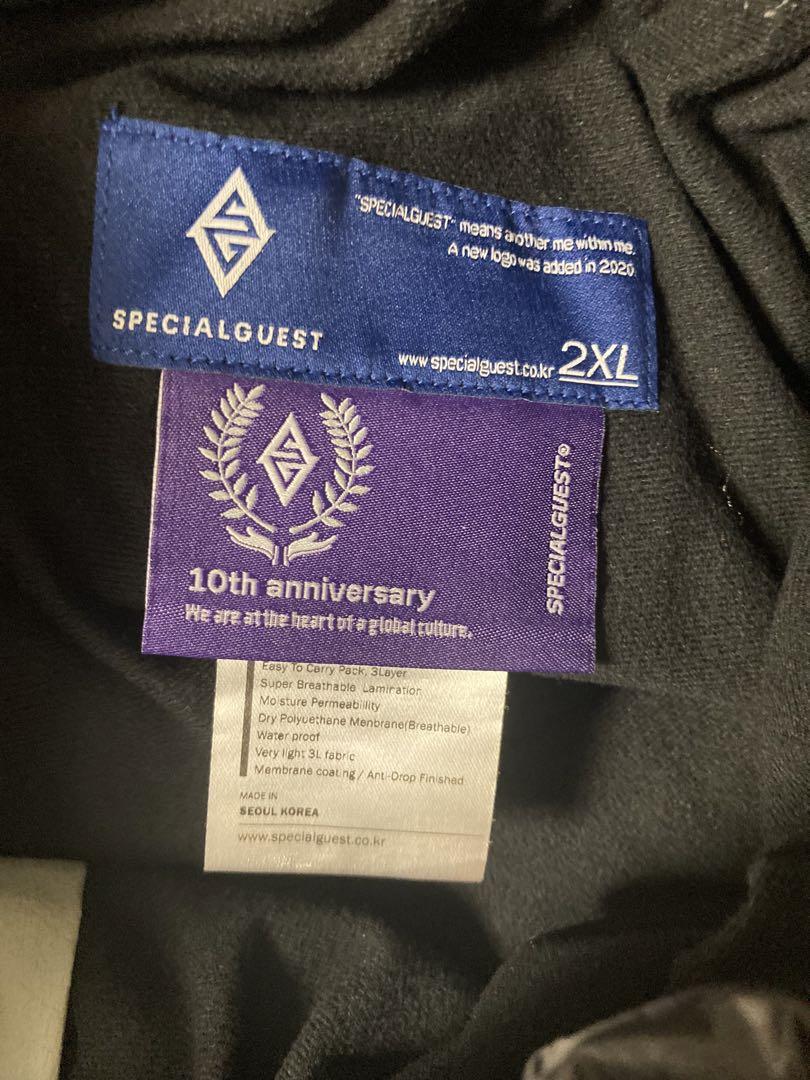 "SPECIALGUEST" means another me within me.
A new logo was added in 2020.
SPECIALGUEST
www.specialguest.co.kr 2XL
SPECIALGUEST®
10th anniversary
We are at the heart of a global culture.
Easy To Carry Pack, 3Layer
Super Breathable Lamination
Moisture Permeability
Dry Polyuethane Menbrane(Breathable)
Water proof
Very light 3L fabric
Membrane coating / Anti-Drop Finished
MADE IN
SEOUL KOREA
www.specialguest.co.kr